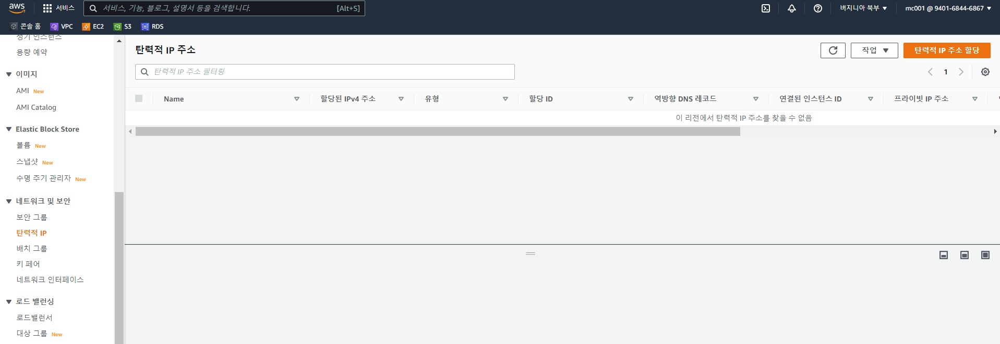 aws
서비스
서비스, 기능, 블로그, 설명서 등을 검색합니다.
[Alt+S]
버지니아 북부 ▼
mc001 @ 9401-6844-6867 ▼
콘솔 홈
VPC
EC2
S3
RDS
용량 예약
이미지
AMI New
AMI Catalog
Elastic Block Store
볼륨 New
스냅샷 New
수명 주기 관리자 New
네트워크 및 보안
보안 그룹
탄력적 IP
배치 그룹
키 페어
네트워크 인터페이스
로드 밸런싱
로드밸런서
대상 그룹 New
탄력적 IP 주소
작업 ▼
탄력적 IP 주소 할당
탄력적 IP 주소 필터링
1
Name
할당된 IPv4 주소
유형
할당 ID
역방향 DNS 레코드
연결된 인스턴스 ID
프라이빗 IP 주소
이 리전에서 탄력적 IP 주소를 찾을 수 없음